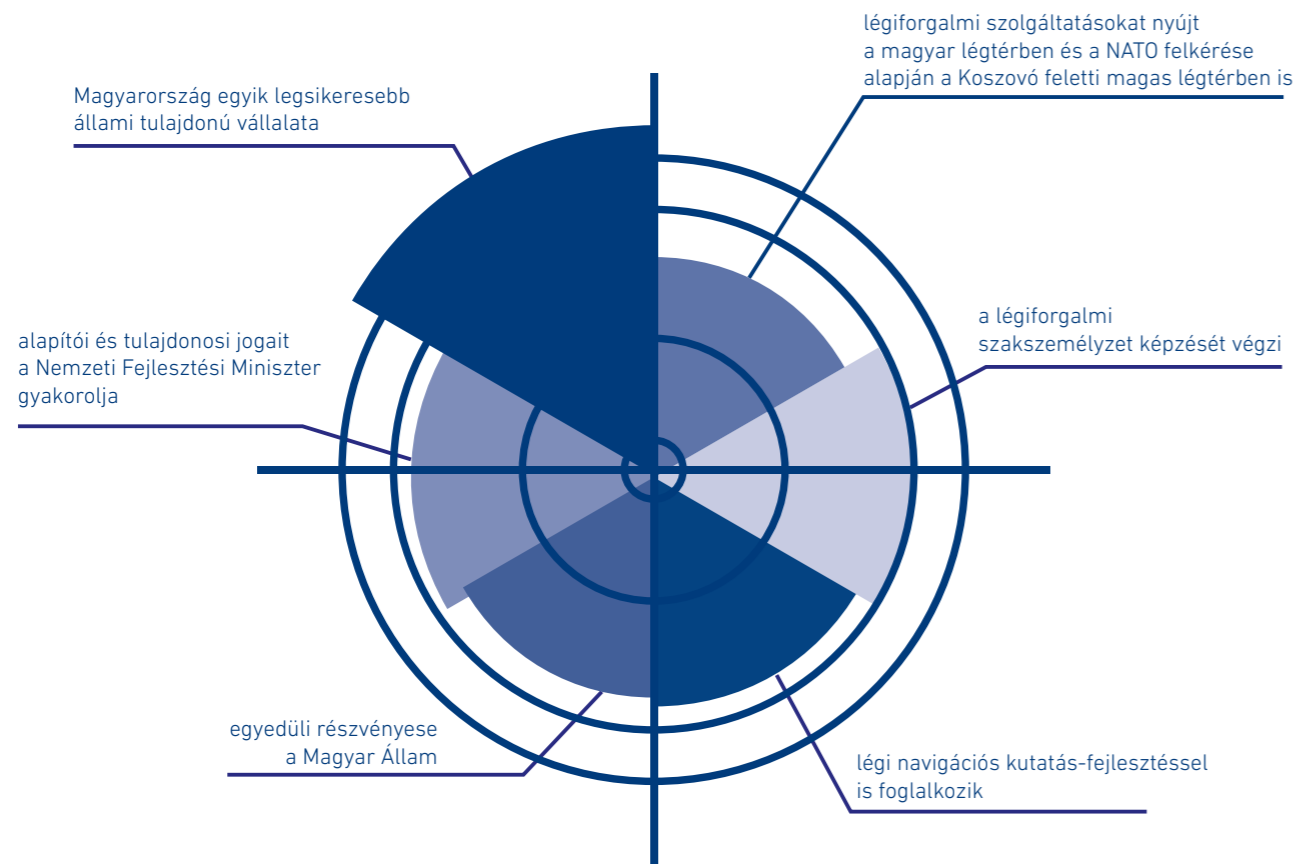 légiforgalmi szolgáltatásokat nyújt
a magyar légtérben és a NATO felkérése
alapján a Koszovó feletti magas légtérben is
Magyarország egyik legsikeresebb
állami tulajdonú vállalata
a légiforgalmi
szakszemélyzet képzését végzi
alapítói és tulajdonosi jogait
a Nemzeti Fejlesztési Miniszter
gyakorolja
egyedüli részvényese
a Magyar Állam
légi navigációs kutatás-fejlesztéssel
is foglalkozik